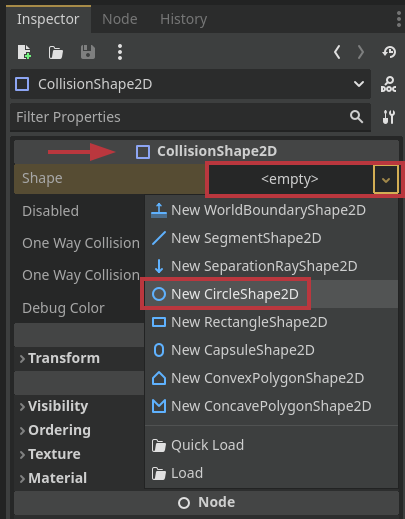 Inspector Node History
CollisionShape2D
DOC
Filter Properties
CollisionShape2D
Shape <empty>
Disabled
One Way Collision
One Way Collision
Debug Color
New WorldBoundaryShape2D
New SegmentShape2D
New SeparationRayShape2D
New CircleShape2D
New RectangleShape2D
New CapsuleShape2D
New ConvexPolygonShape2D
New ConcavePolygonShape2D
Quick Load
Load
Transform
Visibility
Ordering
Texture
Material
Node